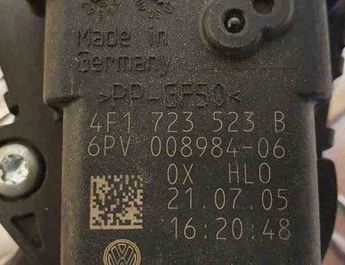 Made in
Germany
>PP-GF50<
4F1 723 523 B
6PV 008984-06
0X HL0
21.07.05
16:20:48